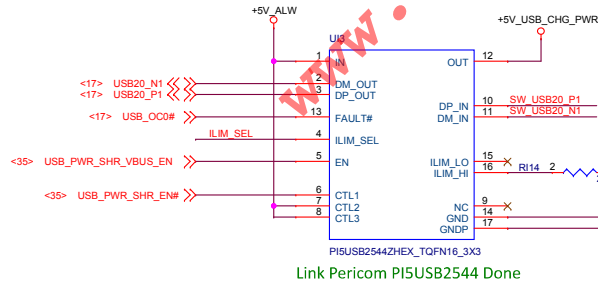 +5V_ALW
+5V_USB_CHG_PWR
www.
UI3
1 IN OUT 12
<17> USB20_N1 2 DM_OUT
<17> USB20_P1 3 DP_OUT
DP_IN 10 SW_USB20_P1
<17> USB_OC0# 13 FAULT# DM_IN 11 SW_USB20_N1
ILIM_SEL 4 ILIM_SEL
<35> USB_PWR_SHR_VBUS_EN 5 EN ILIM_LO 15
ILIM_HI 16 RI14 2
<35> USB_PWR_SHR_EN# 6 CTL1
7 CTL2 NC 9
8 CTL3 GND 14
GNDP 17
PI5USB2544ZHEX_TQFN16_3X3
Link Pericom PI5USB2544 Done